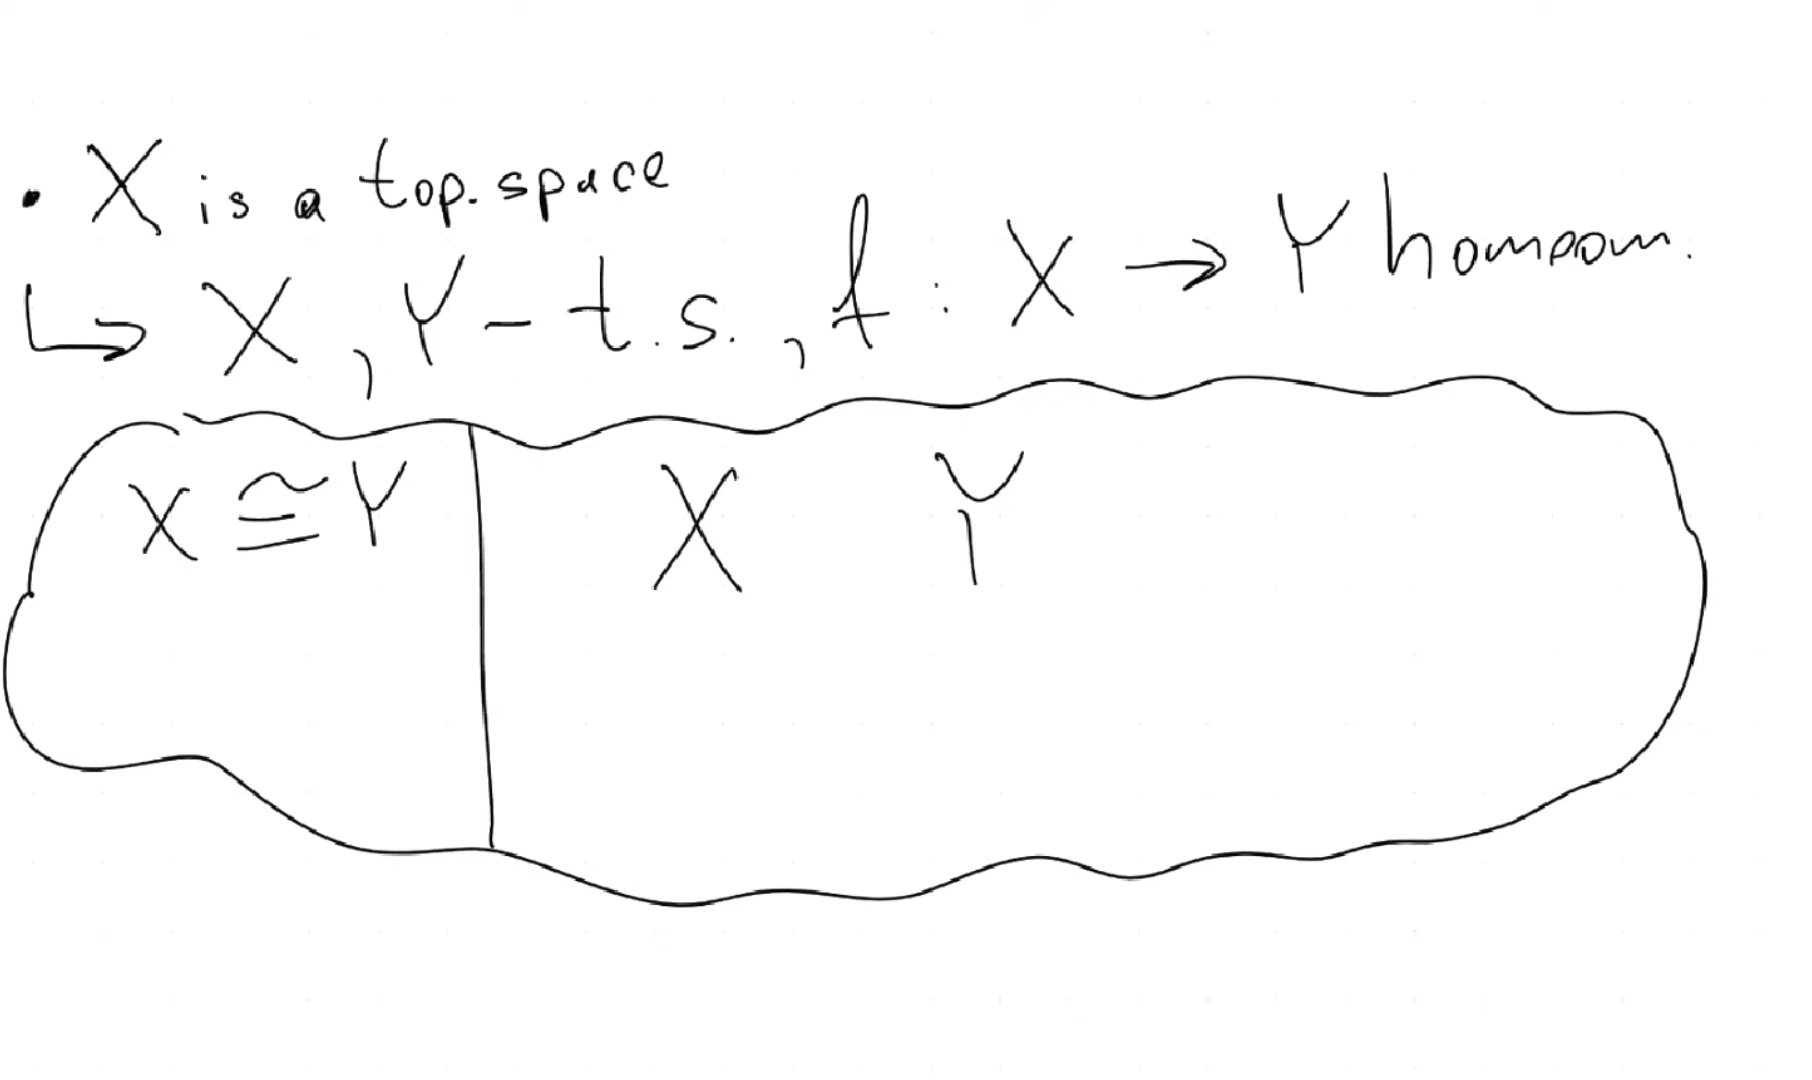 • X is a top. space
↳ X, Y - t.s., f: X → Y homeom.
X ≅ Y
X Y